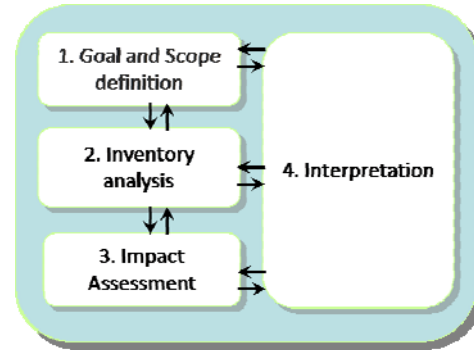 1. Goal and Scope
definition
2. Inventory
analysis
3. Impact
Assessment
4. Interpretation